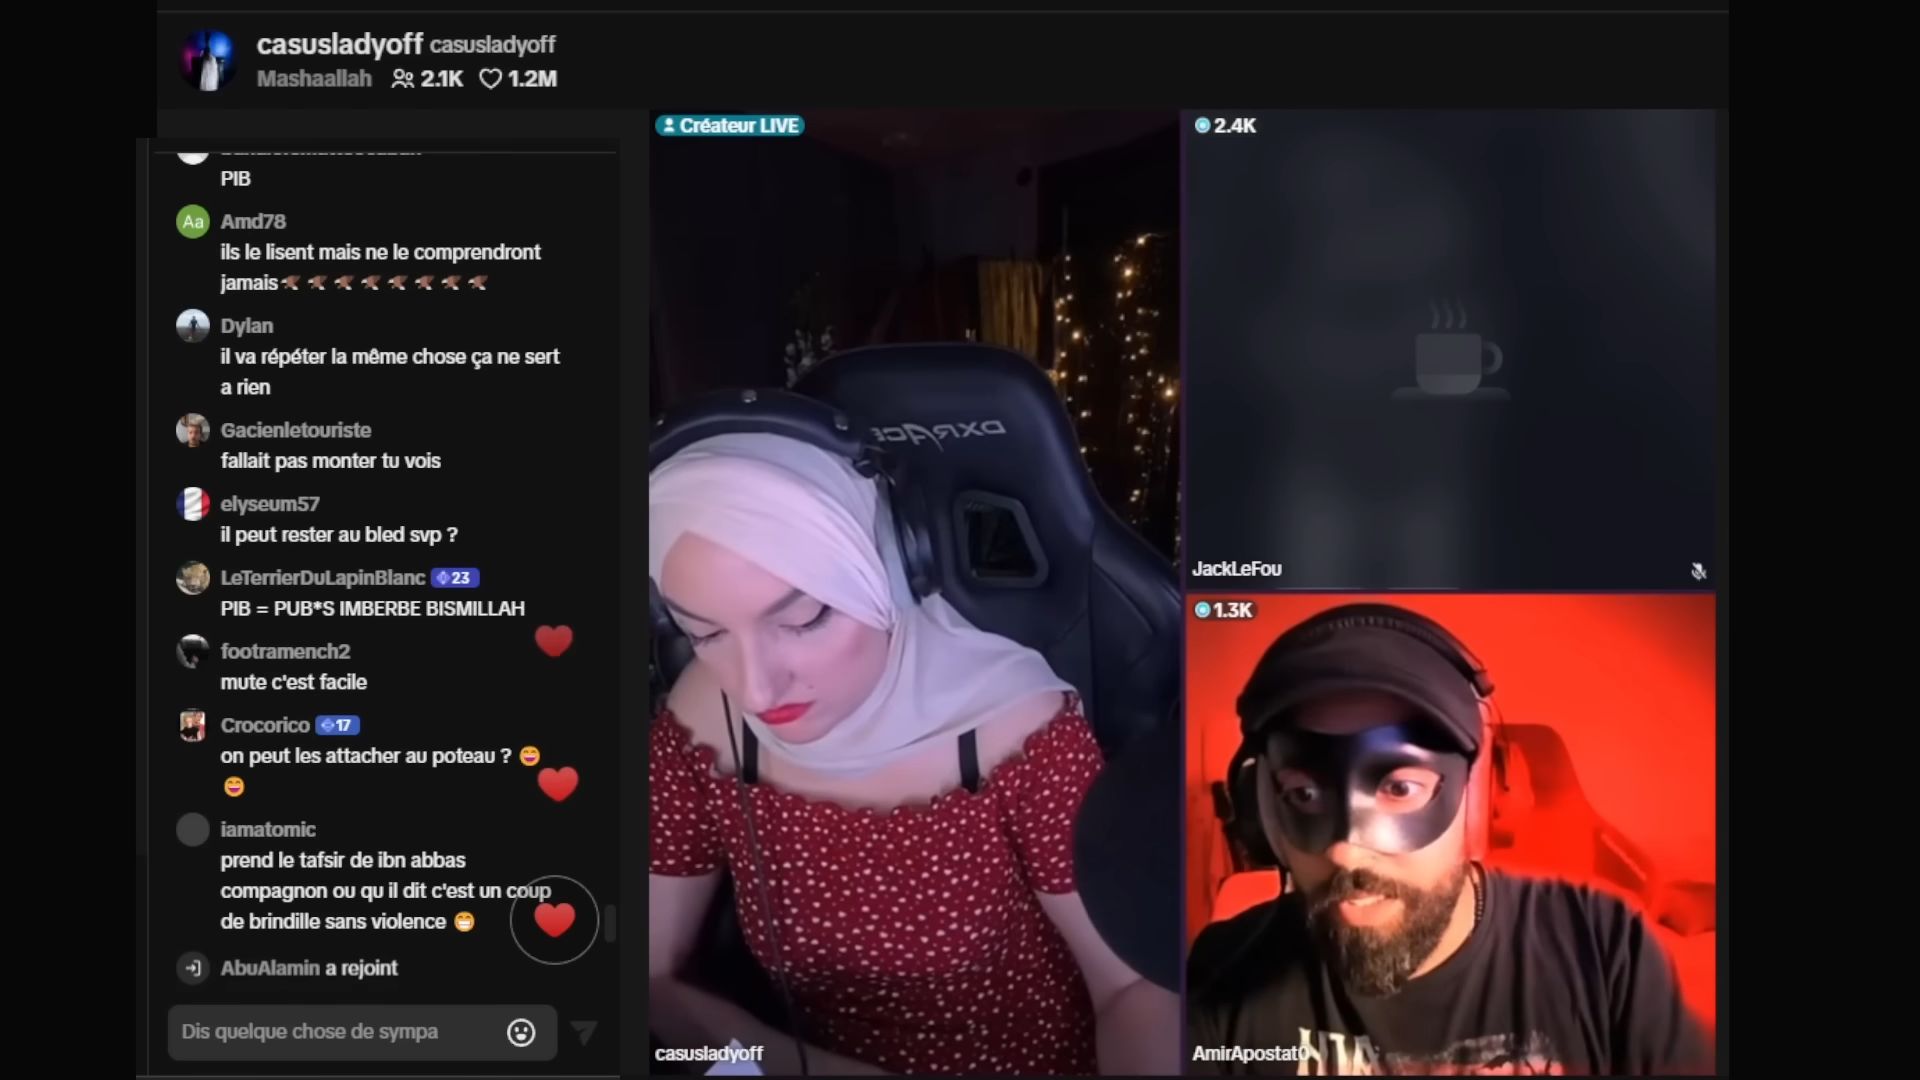 casusladyoff casusladyoff
Mashaallah 2.1K 1.2M
PIB
Aa Amd78
ils le lisent mais ne le comprendront
jamais
Dylan
il va répéter la même chose ça ne sert
a rien
Gacienletouriste
fallait pas monter tu vois
elyseum57
il peut rester au bled svp ?
LeTerrierDuLapinBlanc 23
PIB = PUB*S IMBERBE BISMILLAH
footramench2
mute c'est facile
Crocorico 17
on peut les attacher au poteau ? 😄
😄
iamatomic
prend le tafsir de ibn abbas
compagnon ou qu il dit c'est un coup
de brindille sans violence 😁
AbuAlamin a rejoint
Dis quelque chose de sympa
Créateur LIVE
DXRACE
casusladyoff
2.4K
JackLeFou
1.3K
AmirApostat0